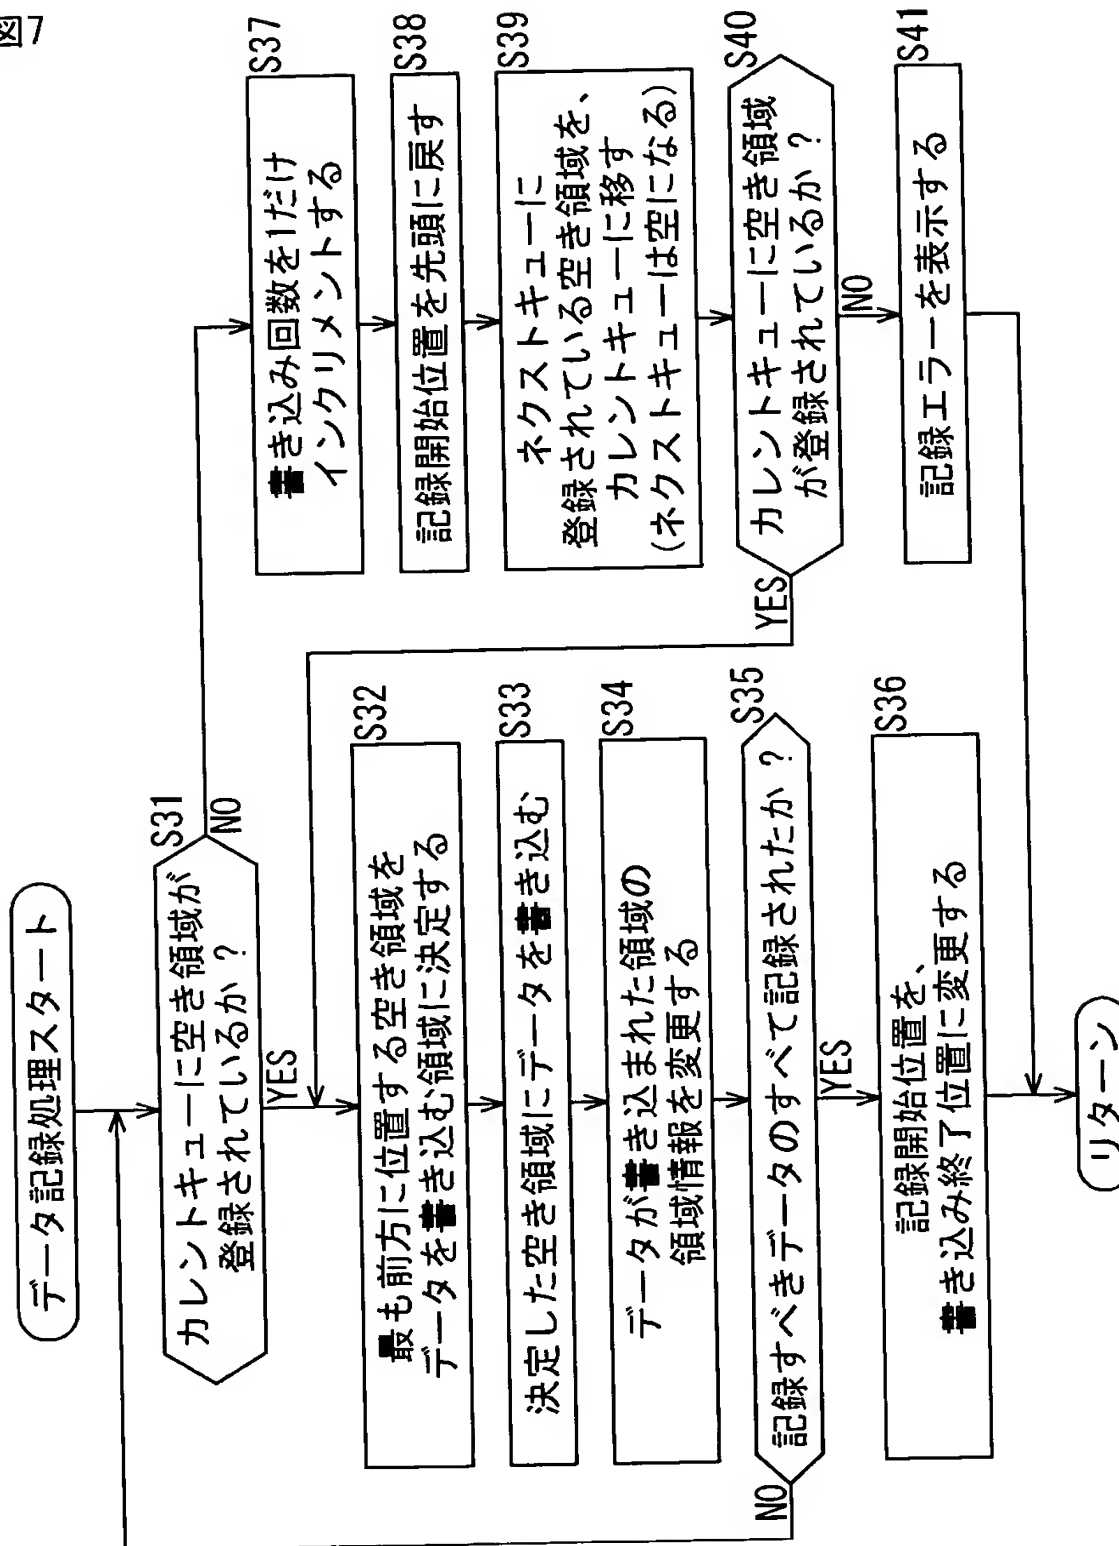 図7
データ記録処理スタート
S31
カレントキューに空き領域が
登録されているか？
NO
YES
S32
最も前方に位置する空き領域を
データを書き込む領域に決定する
S33
決定した空き領域にデータを書き込む
S34
データが書き込まれた領域の
領域情報を変更する
S35
記録すべきデータのすべて記録されたか？
NO
YES
S36
記録開始位置を、
書き込み終了位置に変更する
リターン
S37
書き込み回数を1だけ
インクリメントする
S38
記録開始位置を先頭に戻す
S39
ネクストキューに
登録されている空き領域を、
カレントキューに移す
(ネクストキューは空になる)
S40
カレントキューに空き領域
が登録されているか？
YES
NO
S41
記録エラーを表示する